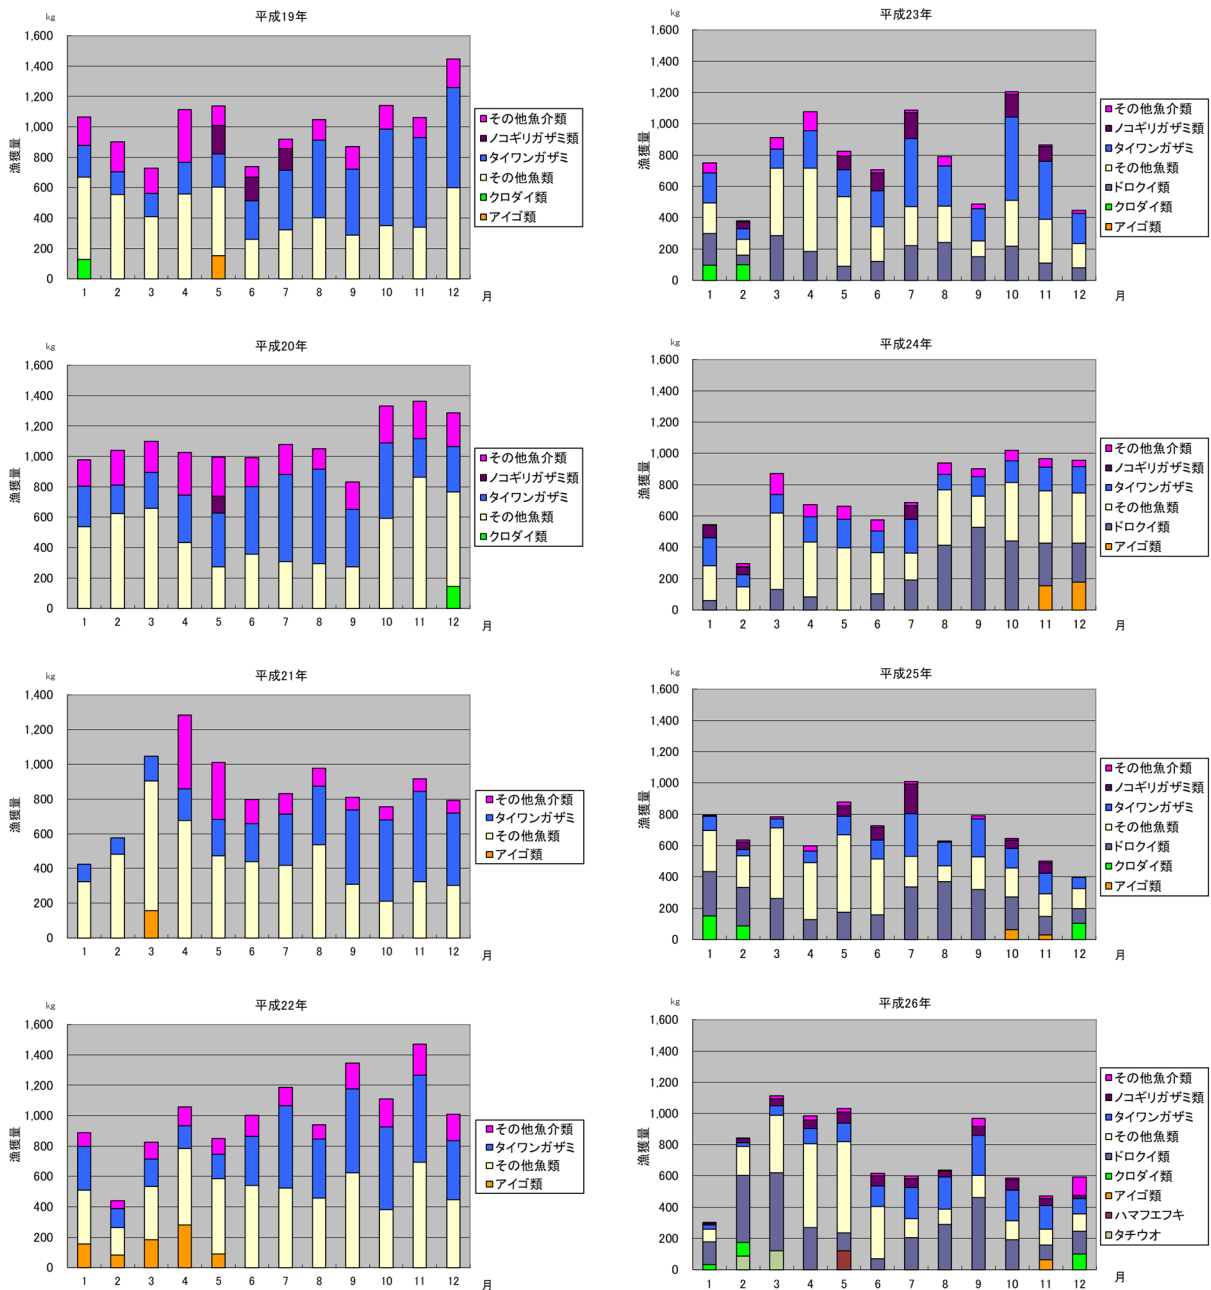 平成19年
kg
漁獲量
1,600
1,400
1,200
1,000
800
600
400
200
0
1 2 3 4 5 6 7 8 9 10 11 12 月
その他魚介類
ノコギリガザミ類
タイワンガザミ
その他魚類
クロダイ類
アイゴ類
平成20年
kg
漁獲量
1,600
1,400
1,200
1,000
800
600
400
200
0
1 2 3 4 5 6 7 8 9 10 11 12 月
その他魚介類
ノコギリガザミ類
タイワンガザミ
その他魚類
クロダイ類
平成21年
kg
漁獲量
1,400
1,200
1,000
800
600
400
200
0
1 2 3 4 5 6 7 8 9 10 11 12 月
その他魚介類
タイワンガザミ
その他魚類
アイゴ類
平成22年
kg
漁獲量
1,600
1,400
1,200
1,000
800
600
400
200
0
1 2 3 4 5 6 7 8 9 10 11 12 月
その他魚介類
タイワンガザミ
その他魚類
アイゴ類
平成23年
kg
漁獲量
1,600
1,400
1,200
1,000
800
600
400
200
0
1 2 3 4 5 6 7 8 9 10 11 12 月
その他魚介類
ノコギリガザミ類
タイワンガザミ
その他魚類
ドロクイ類
クロダイ類
アイゴ類
平成24年
kg
漁獲量
1,600
1,400
1,200
1,000
800
600
400
200
0
1 2 3 4 5 6 7 8 9 10 11 12 月
その他魚介類
ノコギリガザミ類
タイワンガザミ
その他魚類
ドロクイ類
アイゴ類
平成25年
kg
漁獲量
1,600
1,400
1,200
1,000
800
600
400
200
0
1 2 3 4 5 6 7 8 9 10 11 12 月
その他魚介類
ノコギリガザミ類
タイワンガザミ
その他魚類
ドロクイ類
クロダイ類
アイゴ類
平成26年
kg
漁獲量
1,600
1,400
1,200
1,000
800
600
400
200
0
1 2 3 4 5 6 7 8 9 10 11 12 月
その他魚介類
ノコギリガザミ類
タイワンガザミ
その他魚類
ドロクイ類
クロダイ類
アイゴ類
ハマフエフキ
タチウオ